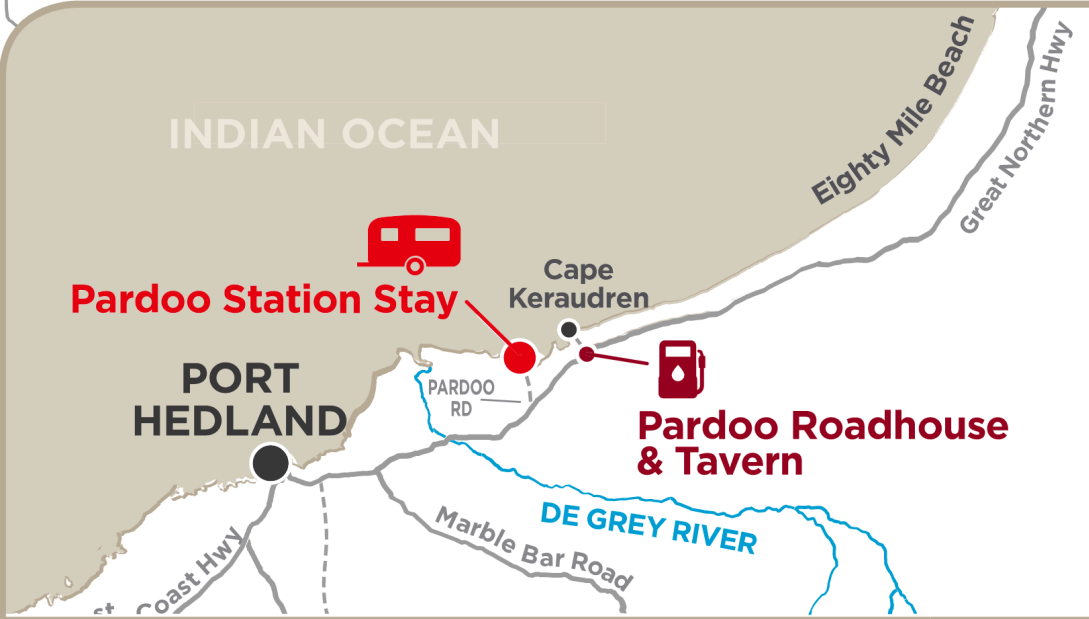 INDIAN OCEAN
Eighty Mile Beach
Great Northern Hwy
Pardoo Station Stay
Cape
Keraudren
PORT
HEDLAND
PARDOO
RD
Pardoo Roadhouse
& Tavern
DE GREY RIVER
Marble Bar Road
Coast Hwy